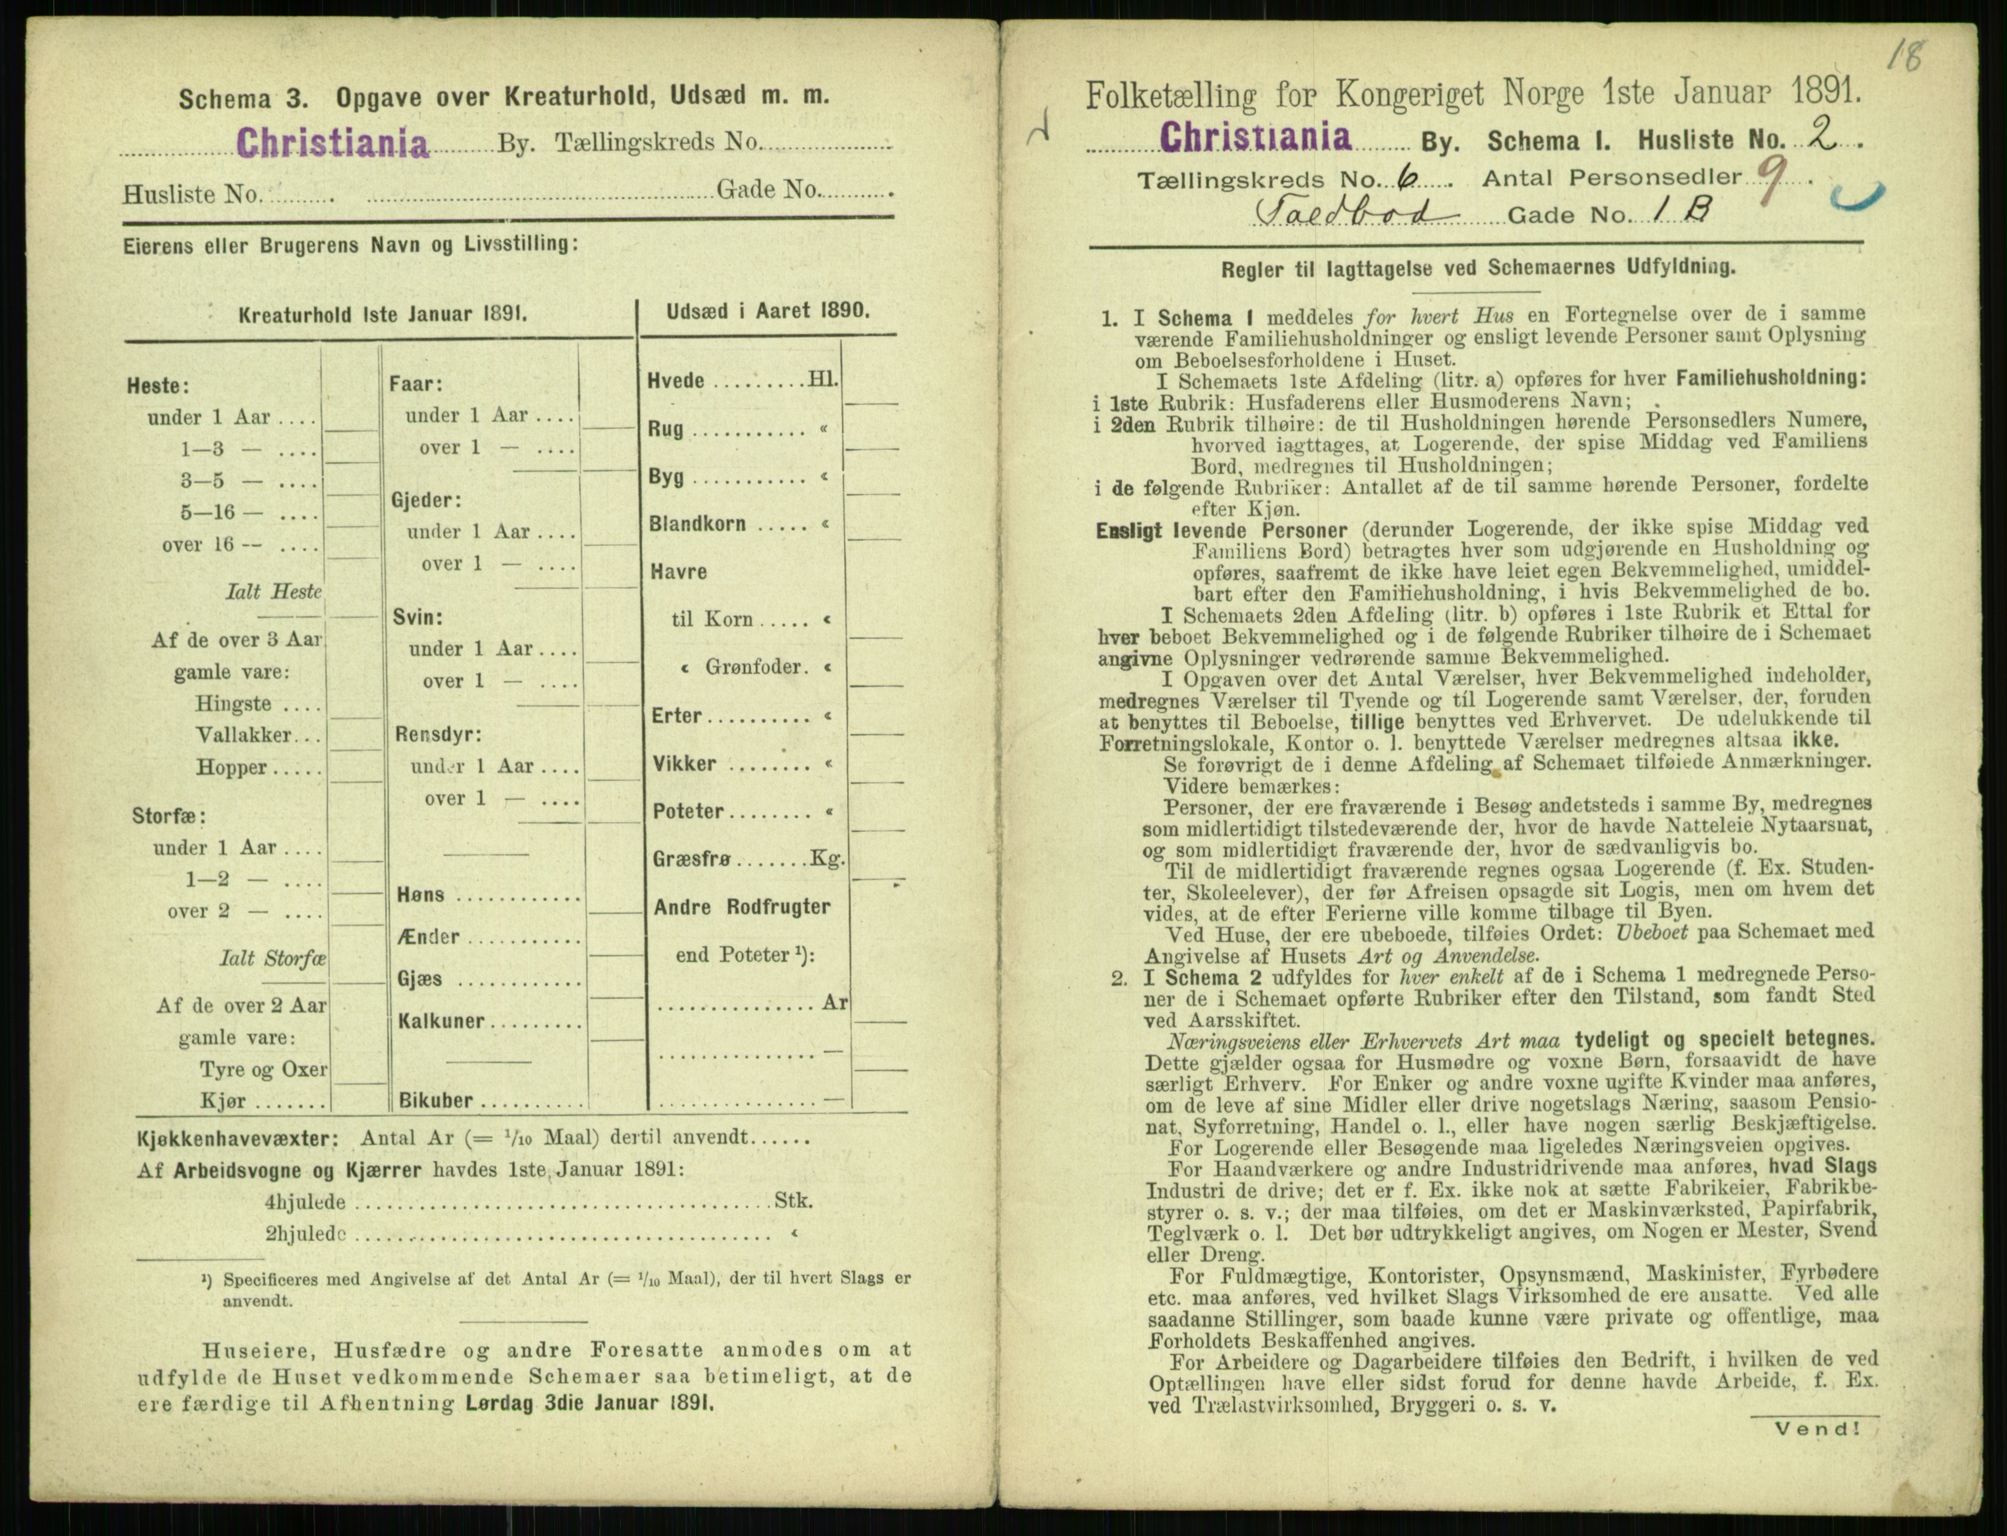 Schema 3. Opgave over Kreaturhold, Udsæd m. m.
Christiania By. Tællingskreds No.
Husliste No. Gade No.
Eierens eller Brugerens Navn og Livsstilling:
Kreaturhold 1ste Januar 1891.
Heste:
under 1 Aar ....
1—3 — ....
3—5 — ....
5—16 — ....
over 16 — ....
Ialt Heste
Af de over 3 Aar
gamle vare:
Hingste ....
Vallakker...
Hopper.....
Storfæ:
under 1 Aar ....
1—2 — ....
over 2 — ....
Ialt Storfæ
Af de over 2 Aar
gamle vare:
Tyre og Oxer
Kjør .......
Faar:
under 1 Aar ....
over 1 — ....
Gjeder:
under 1 Aar ....
over 1 — ....
Svin:
under 1 Aar ....
over 1 — ....
Rensdyr:
under 1 Aar ....
over 1 — ....
Høns ............
Ænder ...........
Gjæs ............
Kalkuner.........
Bikuber ..........
Udsæd i Aaret 1890.
Hvede .........Hl.
Rug ........... «
Byg ........... «
Blandkorn ..... «
Havre
til Korn ..... «
« Grønfoder. «
Erter.......... «
Vikker ........ «
Poteter........ «
Græsfrø .......Kg.
Andre Rodfrugter
end Poteter ¹):
............... Ar
............... —
............... —
Kjøkkenhavevæxter: Antal Ar (= 1/10 Maal) dertil anvendt......
Af Arbeidsvogne og Kjærrer havdes 1ste Januar 1891:
4hjulede ........................................Stk.
2hjulede ........................................ «
¹) Specificeres med Angivelse af det Antal Ar (= 1/10 Maal), der til hvert Slags er
anvendt.
Huseiere, Husfædre og andre Foresatte anmodes om at
udfylde de Huset vedkommende Schemaer saa betimeligt, at de
ere færdige til Afhentning Lørdag 3die Januar 1891.
18
Folketælling for Kongeriget Norge 1ste Januar 1891.
Christiania By. Schema 1. Husliste No. 2.
Tællingskreds No. 6. Antal Personsedler 9.
Toldbod Gade No. 1 B
Regler til Iagttagelse ved Schemaernes Udfyldning.
1. I Schema 1 meddeles for hvert Hus en Fortegnelse over de i samme
værende Familiehusholdninger og ensligt levende Personer samt Oplysning
om Beboelsesforholdene i Huset.
I Schemaets 1ste Afdeling (litr. a) opføres for hver Familiehusholdning:
i 1ste Rubrik: Husfaderens eller Husmoderens Navn;
i 2den Rubrik tilhøire: de til Husholdningen hørende Personsedlers Numere,
hvorved iagttages, at Logerende, der spise Middag ved Familiens
Bord, medregnes til Husholdningen;
i de følgende Rubriker: Antallet af de til samme hørende Personer, fordelte
efter Kjøn.
Ensligt levende Personer (derunder Logerende, der ikke spise Middag ved
Familiens Bord) betragtes hver som udgjørende en Husholdning og
opføres, saafremt de ikke have leiet egen Bekvemmelighed, umiddel-
bart efter den Familiehusholdning, i hvis Bekvemmelighed de bo.
I Schemaets 2den Afdeling (litr. b) opføres i 1ste Rubrik et Ettal for
hver beboet Bekvemmelighed og i de følgende Rubriker tilhøire de i Schemaet
angivne Oplysninger vedrørende samme Bekvemmelighed.
I Opgaven over det Antal Værelser, hver Bekvemmelighed indeholder,
medregnes Værelser til Tyende og til Logerende samt Værelser, der, foruden
at benyttes til Beboelse, tillige benyttes ved Erhvervet. De udelukkende til
Forretningslokale, Kontor o. l. benyttede Værelser medregnes altsaa ikke.
Se forøvrigt de i denne Afdeling af Schemaet tilføiede Anmærkninger.
Videre bemærkes:
Personer, der ere fraværende i Besøg andetsteds i samme By, medregnes
som midlertidigt tilstedeværende der, hvor de havde Natteleie Nytaarsnat,
og som midlertidigt fraværende der, hvor de sædvanligvis bo.
Til de midlertidigt fraværende regnes ogsaa Logerende (f. Ex. Studen-
ter, Skoleelever), der før Afreisen opsagde sit Logis, men om hvem det
vides, at de efter Ferierne ville komme tilbage til Byen.
Ved Huse, der ere ubeboede, tilføies Ordet: Ubeboet paa Schemaet med
Angivelse af Husets Art og Anvendelse.
2. I Schema 2 udfyldes for hver enkelt af de i Schema 1 medregnede Perso-
ner de i Schemaet opførte Rubriker efter den Tilstand, som fandt Sted
ved Aarsskiftet.
Næringsveiens eller Erhvervets Art maa tydeligt og specielt betegnes.
Dette gjælder ogsaa for Husmødre og voxne Børn, forsaavidt de have
særligt Erhverv. For Enker og andre voxne ugifte Kvinder maa anføres,
om de leve af sine Midler eller drive nogetslags Næring, saasom Pensio-
nat, Syforretning, Handel o. l., eller have nogen særlig Beskjæftigelse.
For Logerende eller Besøgende maa ligeledes Næringsveien opgives.
For Haandværkere og andre Industridrivende maa anføres, hvad Slags
Industri de drive; det er f. Ex. ikke nok at sætte Fabrikeier, Fabrikbe-
styrer o. s. v.; der maa tilføies, om det er Maskinværksted, Papirfabrik,
Teglværk o. l. Det bør udtrykkeligt angives, om Nogen er Mester, Svend
eller Dreng.
For Fuldmægtige, Kontorister, Opsynsmænd, Maskinister, Fyrbødere
etc. maa anføres, ved hvilket Slags Virksomhed de ere ansatte. Ved alle
saadanne Stillinger, som baade kunne være private og offentlige, maa
Forholdets Beskaffenhed angives.
For Arbeidere og Dagarbeidere tilføies den Bedrift, i hvilken de ved
Optællingen have eller sidst forud for denne havde Arbeide, f. Ex.
ved Trælastvirksomhed, Bryggeri o. s. v.
Vend!